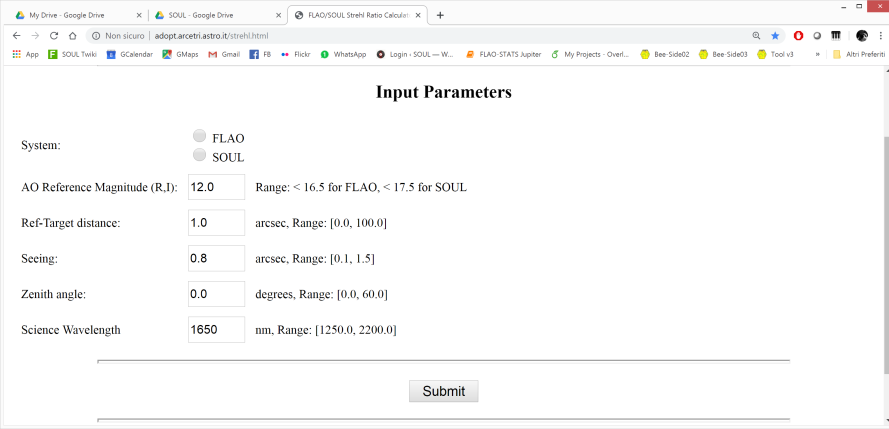 My Drive - Google Drive
SOUL - Google Drive
FLAO/SOUL Strehl Ratio Calculat
Non sicuro | adopt.arcetri.astro.it/strehl.html
App SOUL Twiki GCalendar GMaps Gmail FB Flickr WhatsApp Login ‹ SOUL — W... FLAO-STATS Jupiter My Projects - Overl... Bee-Side02 Bee-Side03 Tool v3 » Altri Preferiti
Input Parameters
System:
FLAO
SOUL
AO Reference Magnitude (R,I): 12.0 Range: < 16.5 for FLAO, < 17.5 for SOUL
Ref-Target distance: 1.0 arcsec, Range: [0.0, 100.0]
Seeing: 0.8 arcsec, Range: [0.1, 1.5]
Zenith angle: 0.0 degrees, Range: [0.0, 60.0]
Science Wavelength 1650 nm, Range: [1250.0, 2200.0]
Submit